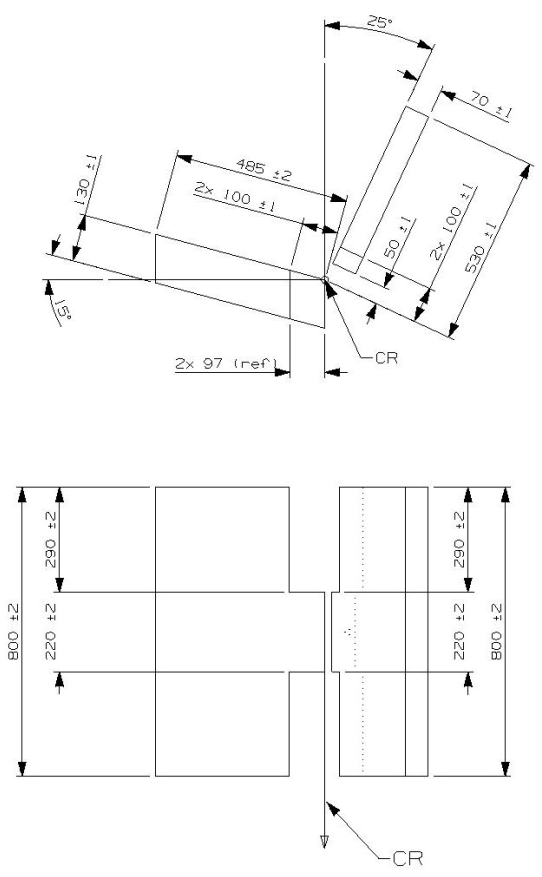 25°
70 ±1
485 ±2
130 ±1
2x 100 ±1
50 ±1
2x 100 ±1
530 ±1
15°
CR
2x 97 (ref)
290 ±2
290 ±2
800 ±2
220 ±2
220 ±2
800 ±2
CR